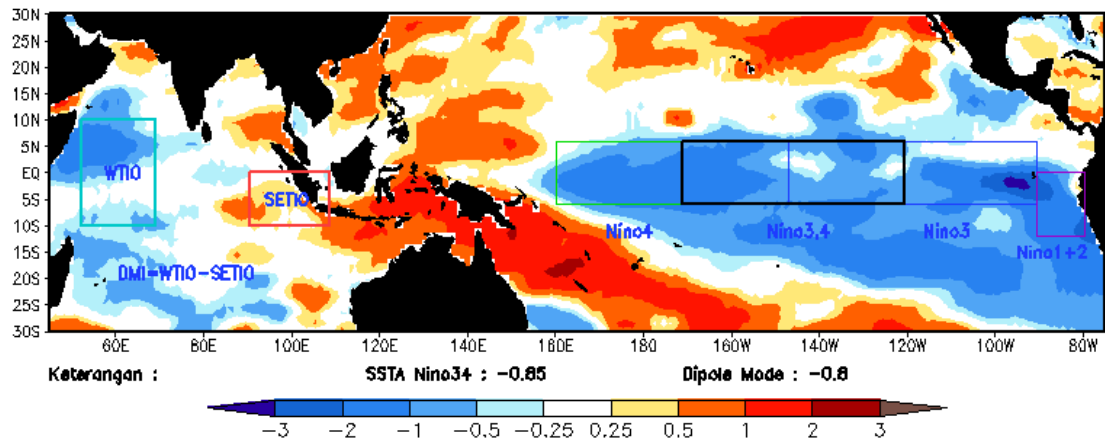 30N
25N
20N
15N
10N
5N
EQ
5S
10S
15S
20S
25S
30S
WTIO
SETIO
Nino4
Nino3,4
Nino3
Nino1+2
DMI=WTIO-SETIO
60E 80E 100E 120E 140E 160E 180 160W 140W 120W 100W 80W
Keterangan : SSTA Nino34 : -0.85 Dipole Mode : -0.8
-3 -2 -1 -0.5 -0.25 0.25 0.5 1 2 3